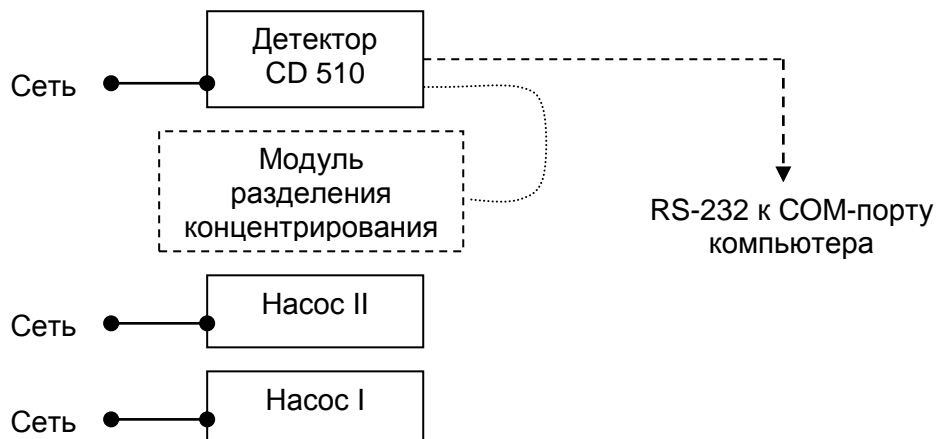 Детектор
CD 510
Сеть
Модуль
разделения
концентрирования
RS-232 к COM-порту
компьютера
Насос II
Сеть
Насос I
Сеть